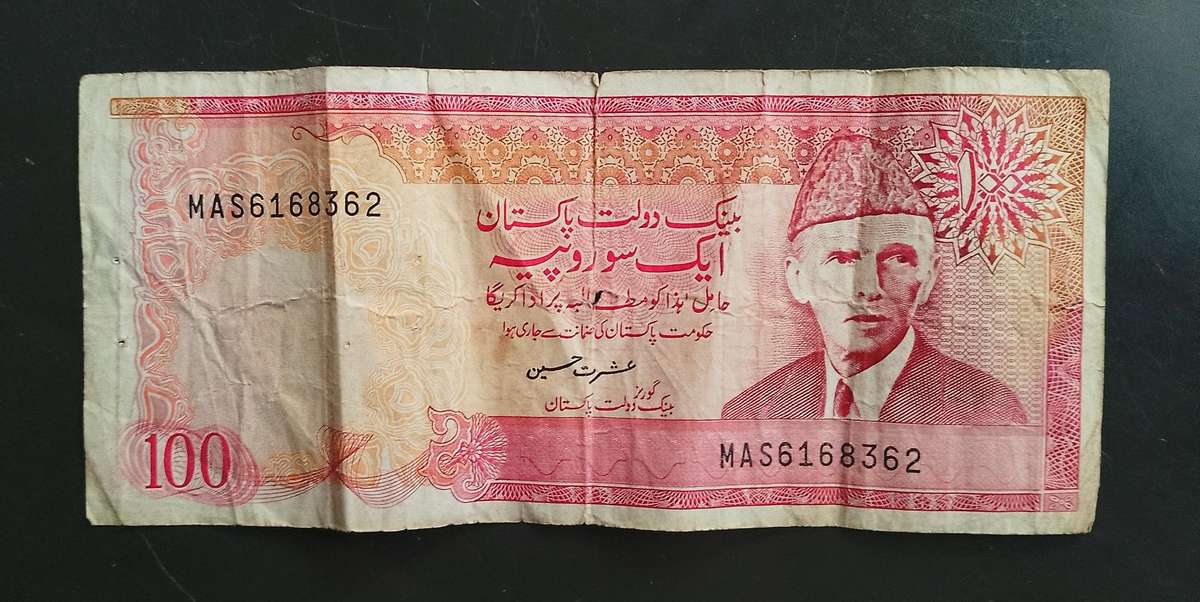 MAS6168362
بینک دولت پاکستان
ایک سو روپیہ
حامل ہذا کو مطالبہ پر ادا کریگا
حکومت پاکستان کی ضمانت سے جاری ہوا
عشرت حسین
گورنر
بینک دولت پاکستان
۱۰۰
100
MAS6168362